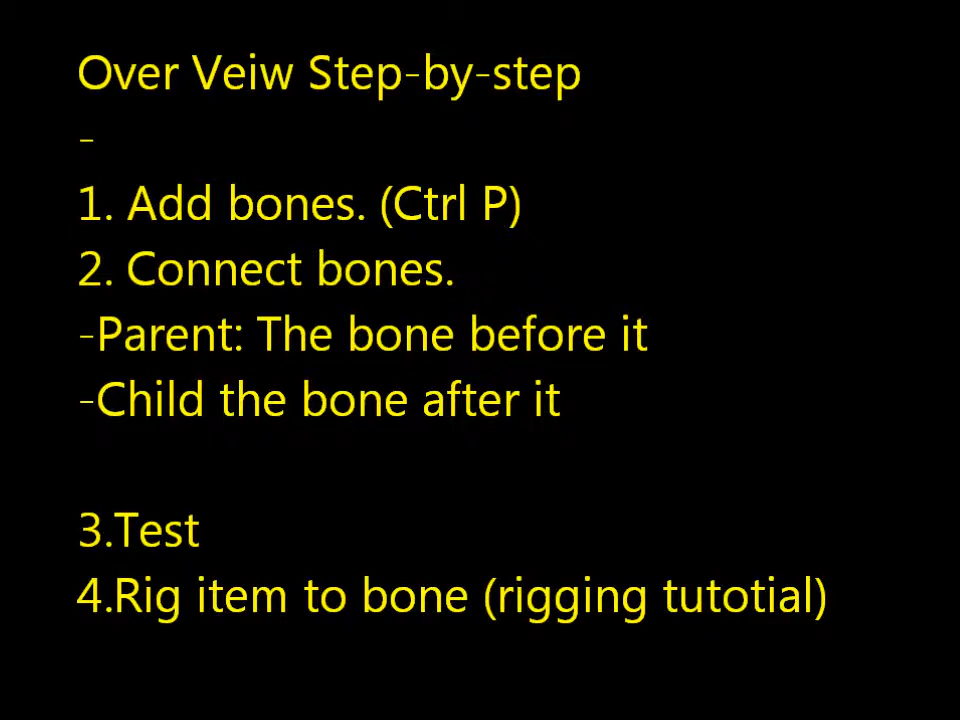 Over Veiw Step-by-step
-
1. Add bones. (Ctrl P)
2. Connect bones.
-Parent: The bone before it
-Child the bone after it
3.Test
4.Rig item to bone (rigging tutotial)